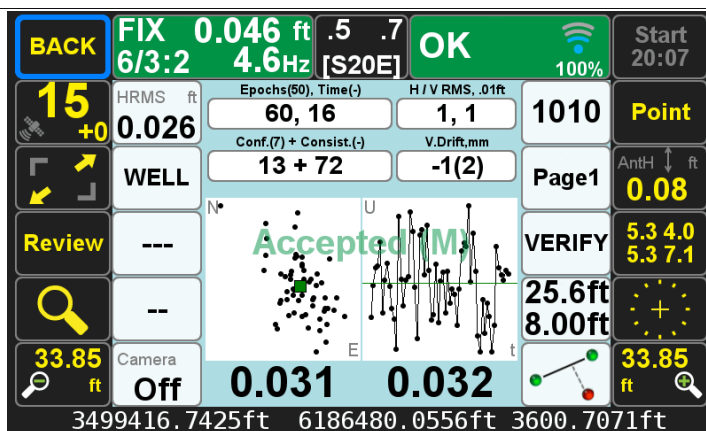 BACK
FIX 0.046 ft
6/3:2 4.6Hz
.5 .7
[S20E]
OK
100%
Start
20:07
15
+0
HRMS ft
0.026
Epochs(50), Time(-)
60, 16
H / V RMS, .01ft
1, 1
1010
Point
Conf.(7) + Consist.(-)
13 + 72
V.Drift,mm
-1(2)
WELL
Page1
AntH ft
0.08
Review
---
N
U
Accepted (M)
VERIFY
5.3 4.0
5.3 7.1
--
25.6ft
8.00ft
E
t
33.85
ft
Camera
Off
0.031
0.032
33.85
ft
3499416.7425ft 6186480.0556ft 3600.7071ft